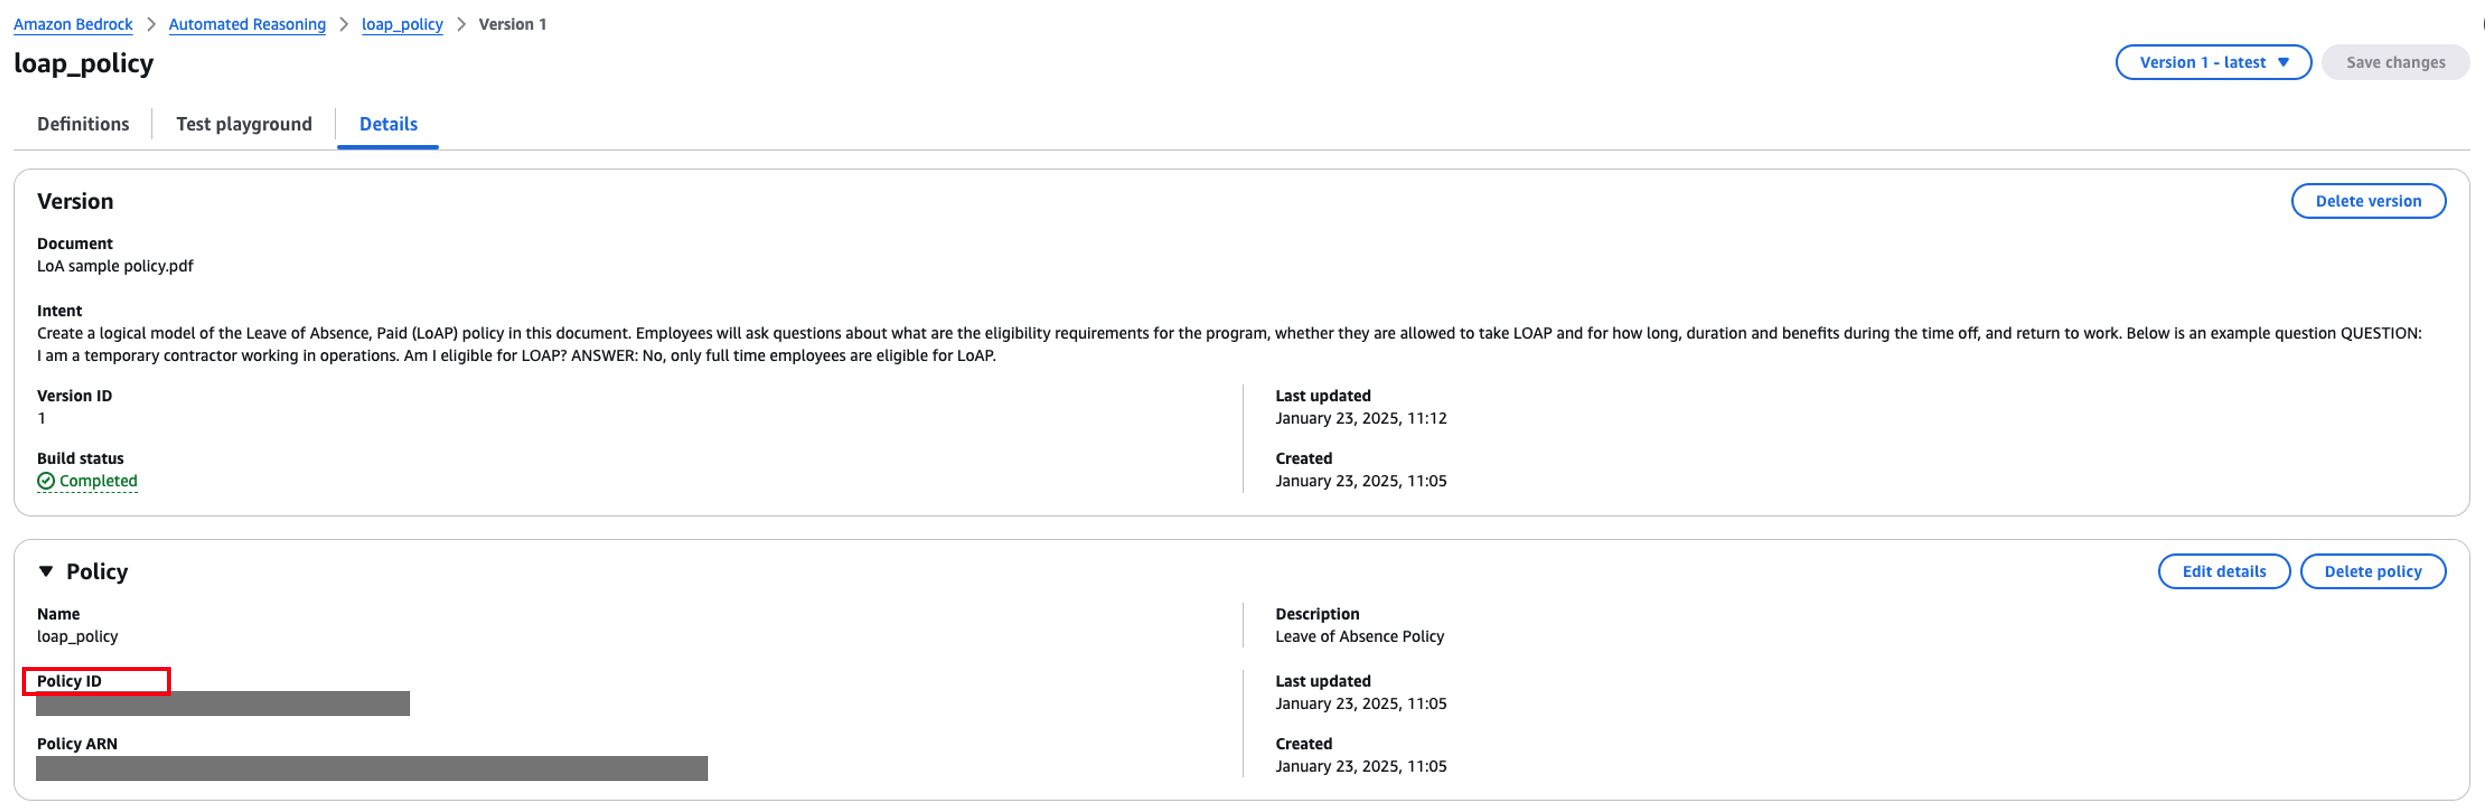 Amazon Bedrock > Automated Reasoning > loap_policy > Version 1
loap_policy
Version 1 - latest ▼ Save changes
Definitions Test playground Details
Version
Delete version
Document
LoA sample policy.pdf
Intent
Create a logical model of the Leave of Absence, Paid (LoAP) policy in this document. Employees will ask questions about what are the eligibility requirements for the program, whether they are allowed to take LOAP and for how long, duration and benefits during the time off, and return to work. Below is an example question QUESTION:
I am a temporary contractor working in operations. Am I eligible for LOAP? ANSWER: No, only full time employees are eligible for LoAP.
Version ID
1
Last updated
January 23, 2025, 11:12
Build status
Completed
Created
January 23, 2025, 11:05
▼ Policy
Edit details Delete policy
Name
loap_policy
Description
Leave of Absence Policy
Policy ID
Last updated
January 23, 2025, 11:05
Policy ARN
Created
January 23, 2025, 11:05